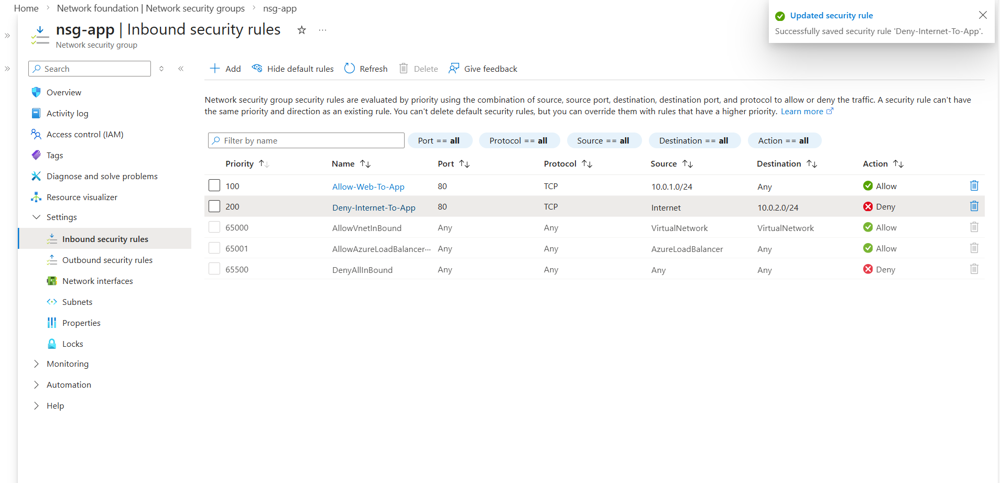 Home > Network foundation | Network security groups > nsg-app
Updated security rule
Successfully saved security rule 'Deny-Internet-To-App'.
nsg-app | Inbound security rules
Network security group
Search
Overview
Activity log
Access control (IAM)
Tags
Diagnose and solve problems
Resource visualizer
Settings
Inbound security rules
Outbound security rules
Network interfaces
Subnets
Properties
Locks
Monitoring
Automation
Help
Add Hide default rules Refresh Delete Give feedback
Network security group security rules are evaluated by priority using the combination of source, source port, destination, destination port, and protocol to allow or deny the traffic. A security rule can't have
the same priority and direction as an existing rule. You can't delete default security rules, but you can override them with rules that have a higher priority. Learn more
Filter by name Port == all Protocol == all Source == all Destination == all Action == all
Priority Name Port Protocol Source Destination Action
100 Allow-Web-To-App 80 TCP 10.0.1.0/24 Any Allow
200 Deny-Internet-To-App 80 TCP Internet 10.0.2.0/24 Deny
65000 AllowVnetInBound Any Any VirtualNetwork VirtualNetwork Allow
65001 AllowAzureLoadBalancer... Any Any AzureLoadBalancer Any Allow
65500 DenyAllInBound Any Any Any Any Deny